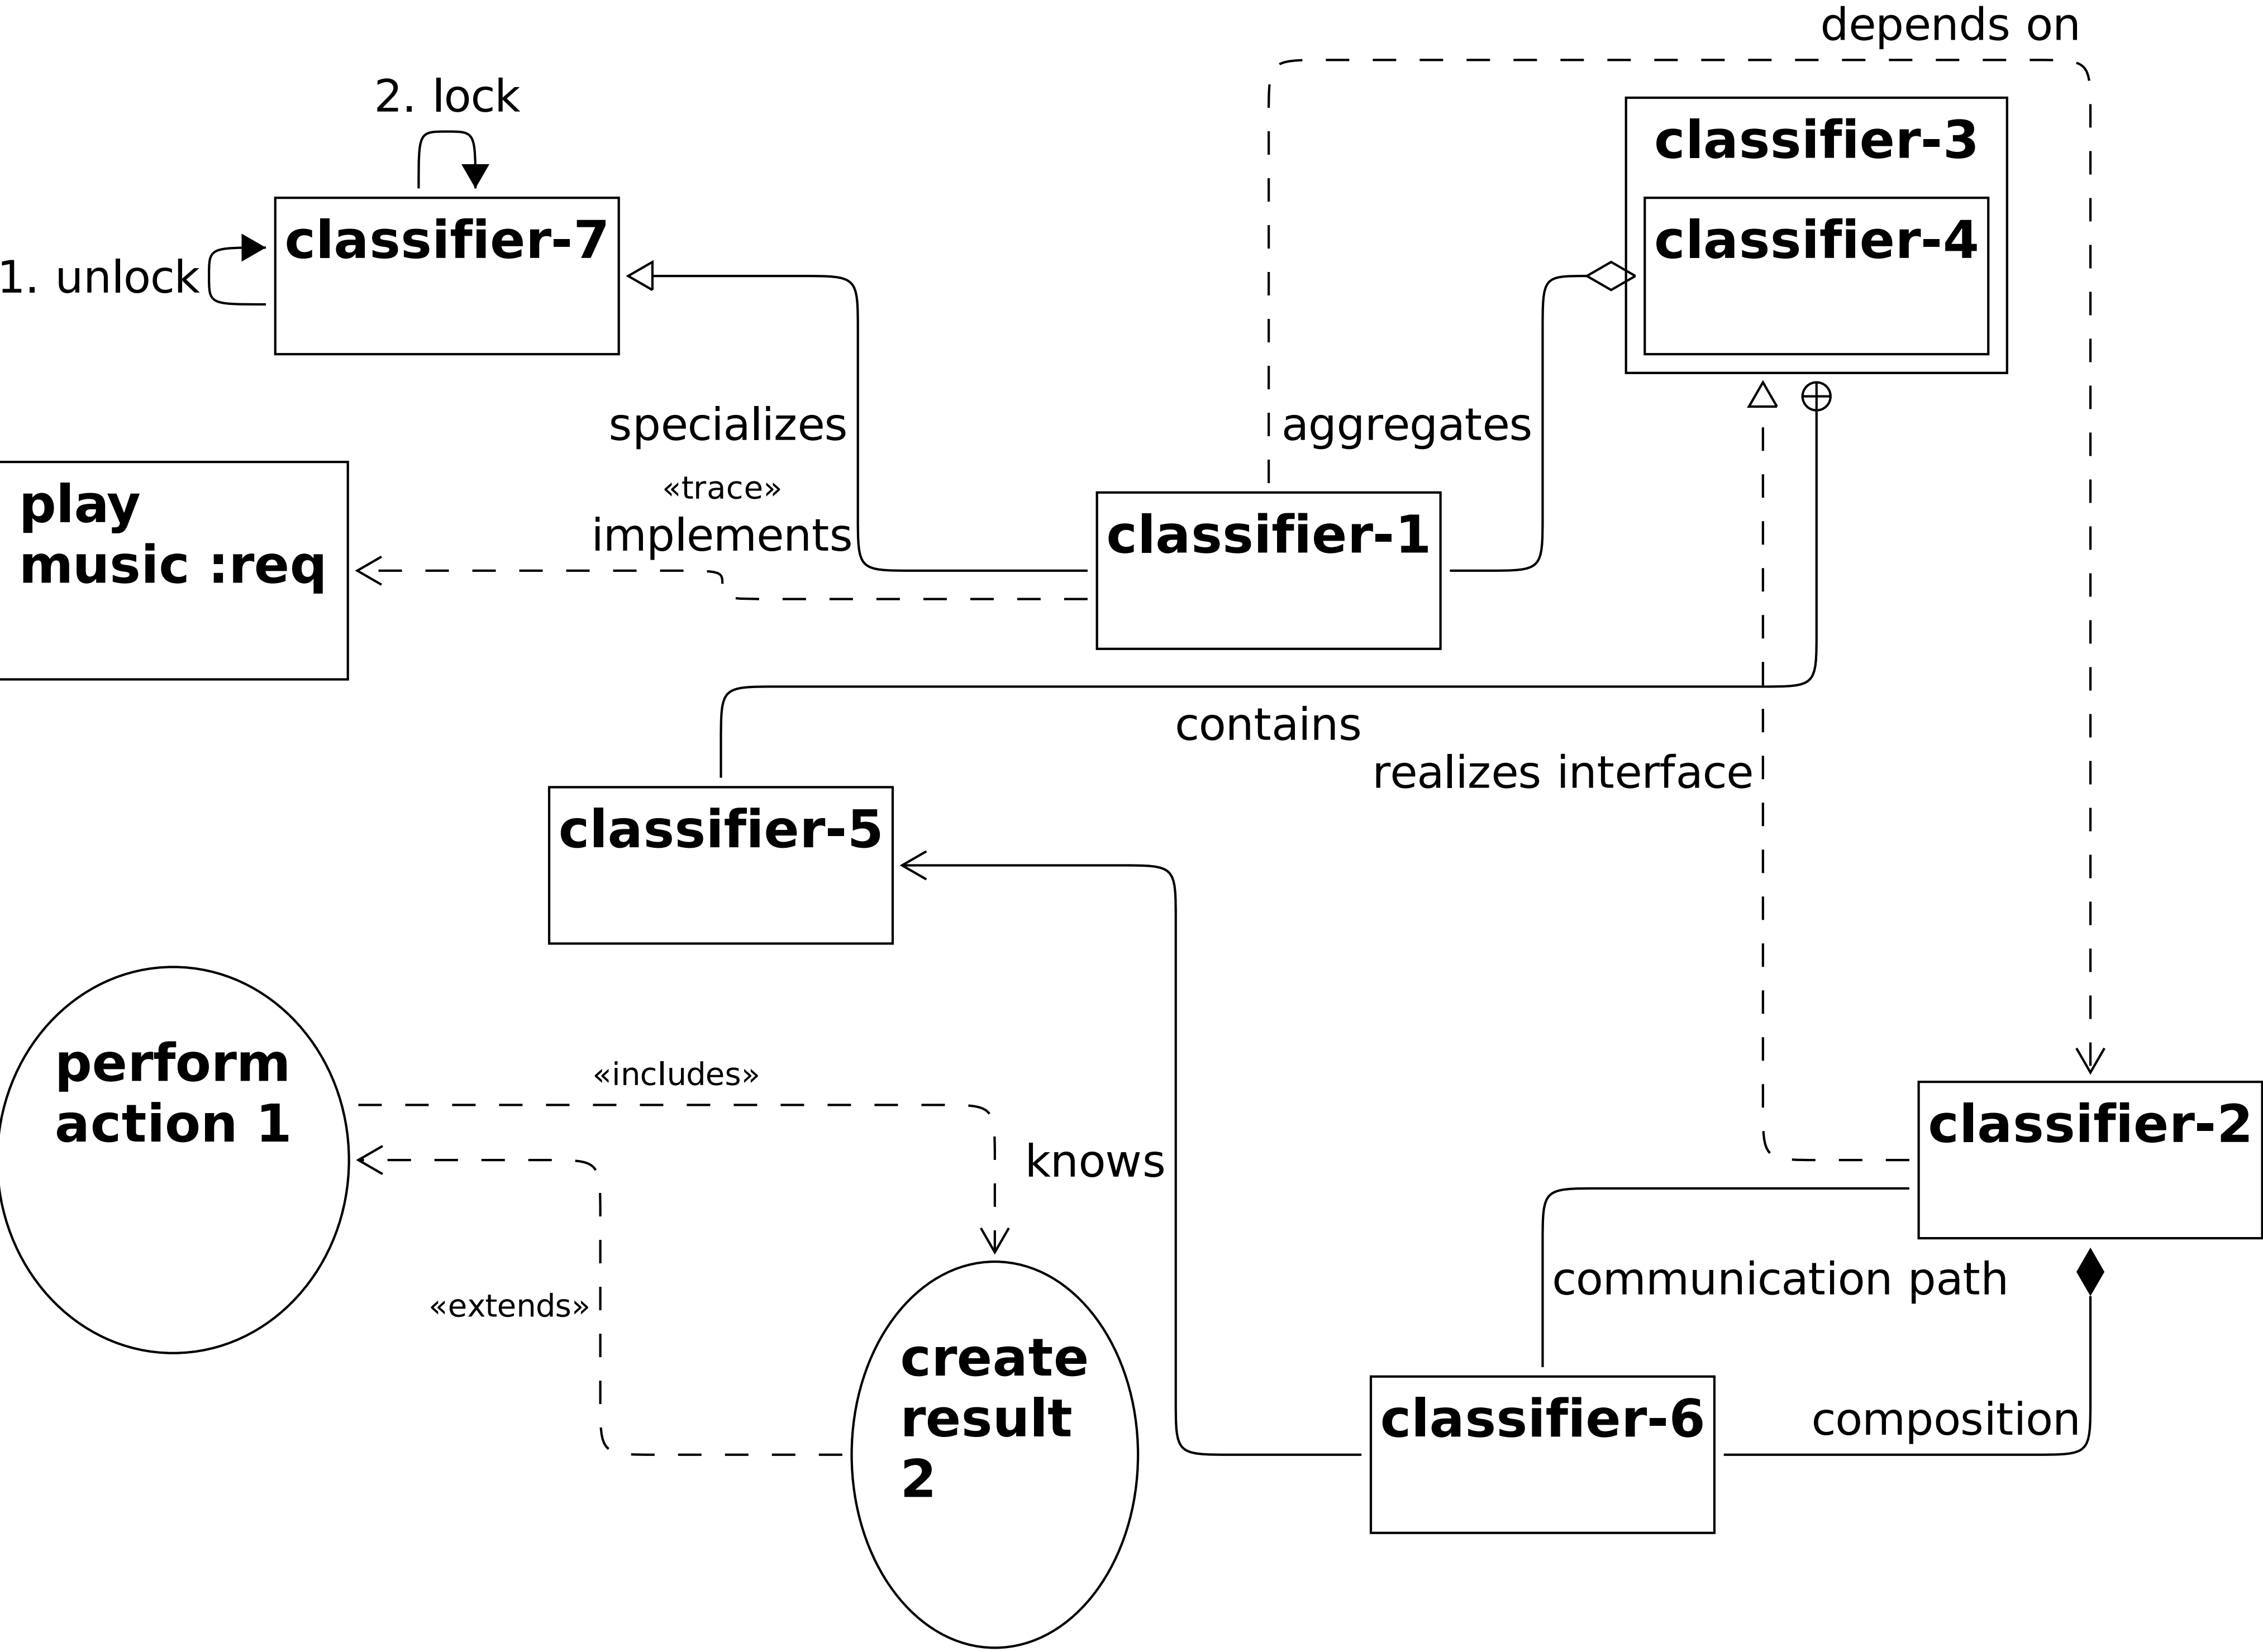 depends on
2. lock
classifier-3
classifier-7
classifier-4
1. unlock
specializes
aggregates
«trace»
implements
play
music :req
classifier-1
contains
realizes interface
classifier-5
perform
action 1
«includes»
knows
classifier-2
«extends»
communication path
create
result
2
classifier-6
composition